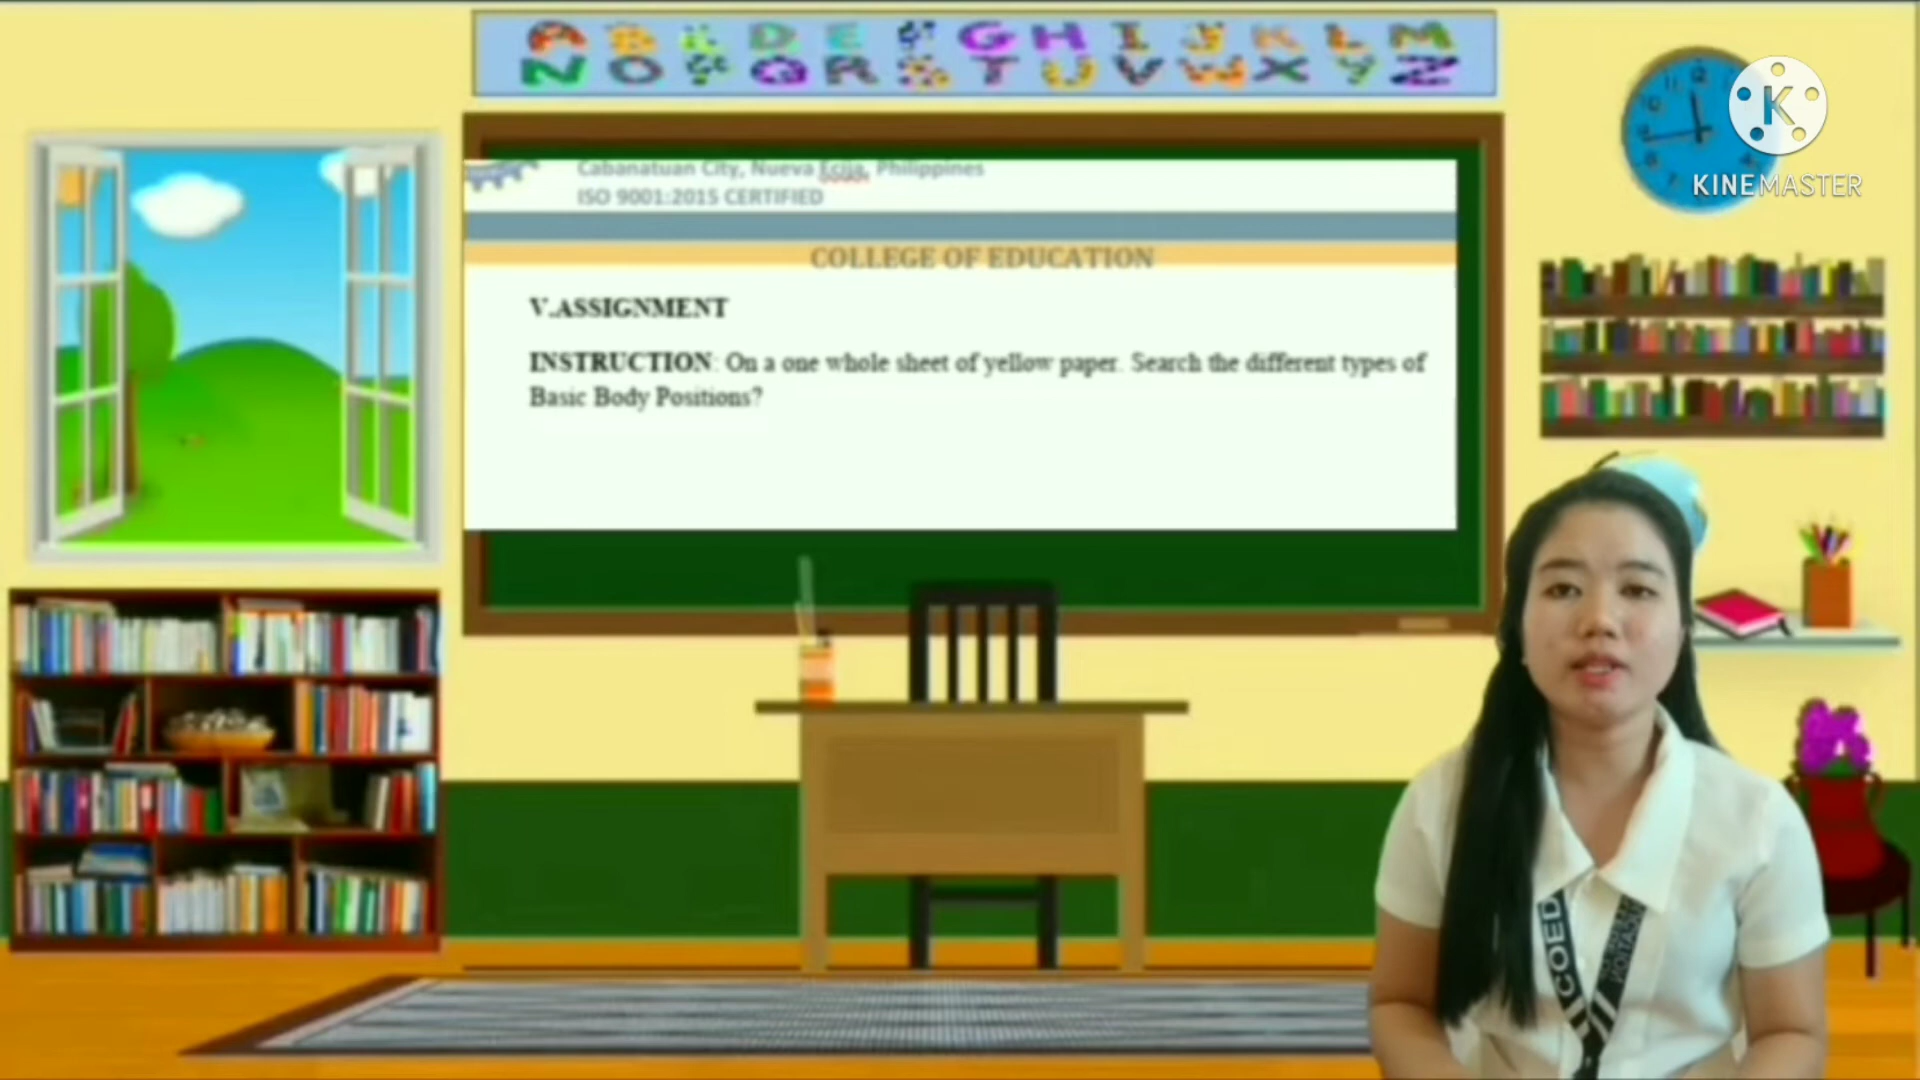 A B C D E F G H I J K L M
N O P Q R S T U V W X Y Z
KINEMASTER
Cabanatuan City, Nueva Ecija, Philippines
ISO 9001:2015 CERTIFIED
COLLEGE OF EDUCATION
V.ASSIGNMENT
INSTRUCTION: On a one whole sheet of yellow paper. Search the different types of
Basic Body Positions?
COED